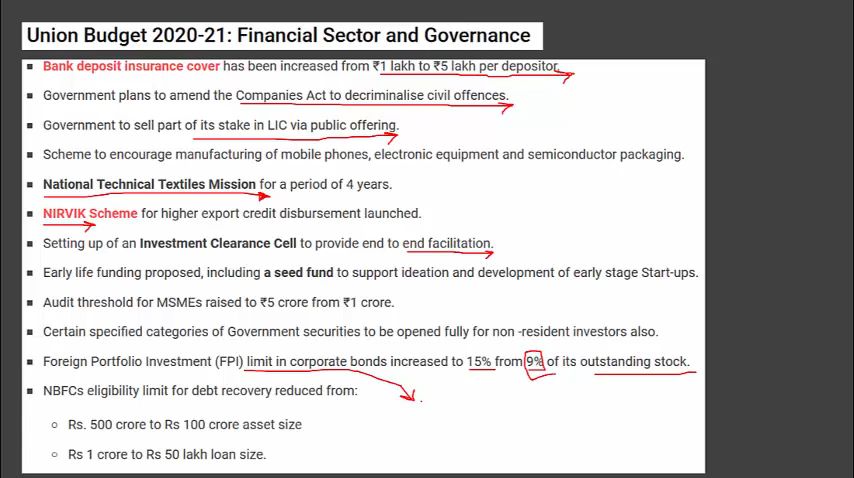 Union Budget 2020-21: Financial Sector and Governance
Bank deposit insurance cover has been increased from ₹1 lakh to ₹5 lakh per depositor.
Government plans to amend the Companies Act to decriminalise civil offences.
Government to sell part of its stake in LIC via public offering.
Scheme to encourage manufacturing of mobile phones, electronic equipment and semiconductor packaging.
National Technical Textiles Mission for a period of 4 years.
NIRVIK Scheme for higher export credit disbursement launched.
Setting up of an Investment Clearance Cell to provide end to end facilitation.
Early life funding proposed, including a seed fund to support ideation and development of early stage Start-ups.
Audit threshold for MSMEs raised to ₹5 crore from ₹1 crore.
Certain specified categories of Government securities to be opened fully for non -resident investors also.
Foreign Portfolio Investment (FPI) limit in corporate bonds increased to 15% from 9% of its outstanding stock.
NBFCs eligibility limit for debt recovery reduced from:
Rs. 500 crore to Rs 100 crore asset size
Rs 1 crore to Rs 50 lakh loan size.